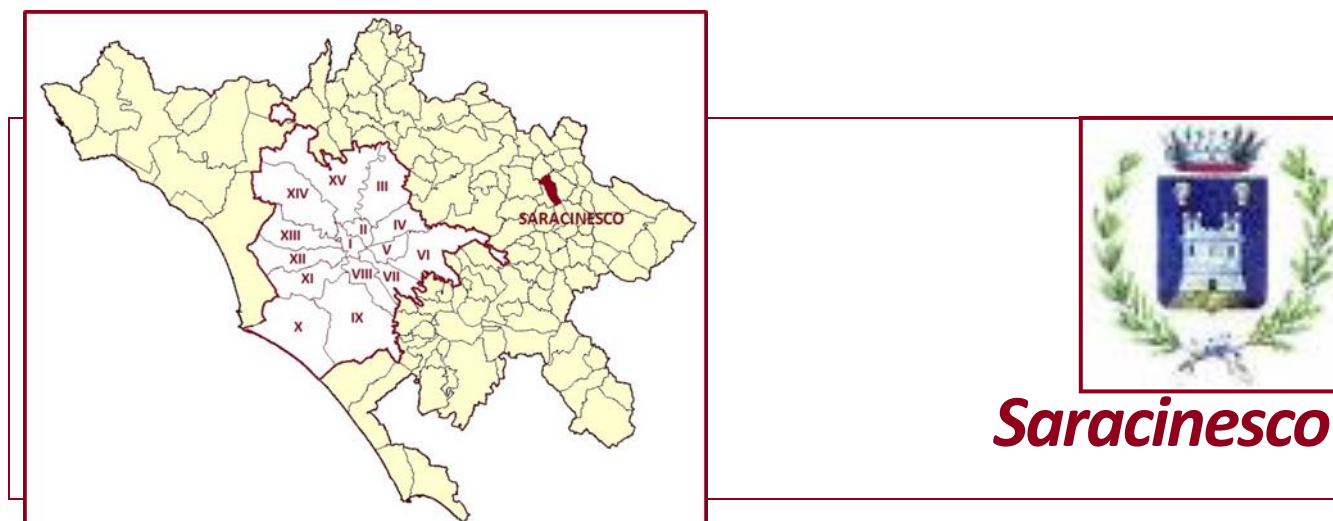 XV
III
XIV
SARACINESCO
II
IV
XIII
I
V
VI
XII
VIII
VII
XI
IX
X
Saracinesco